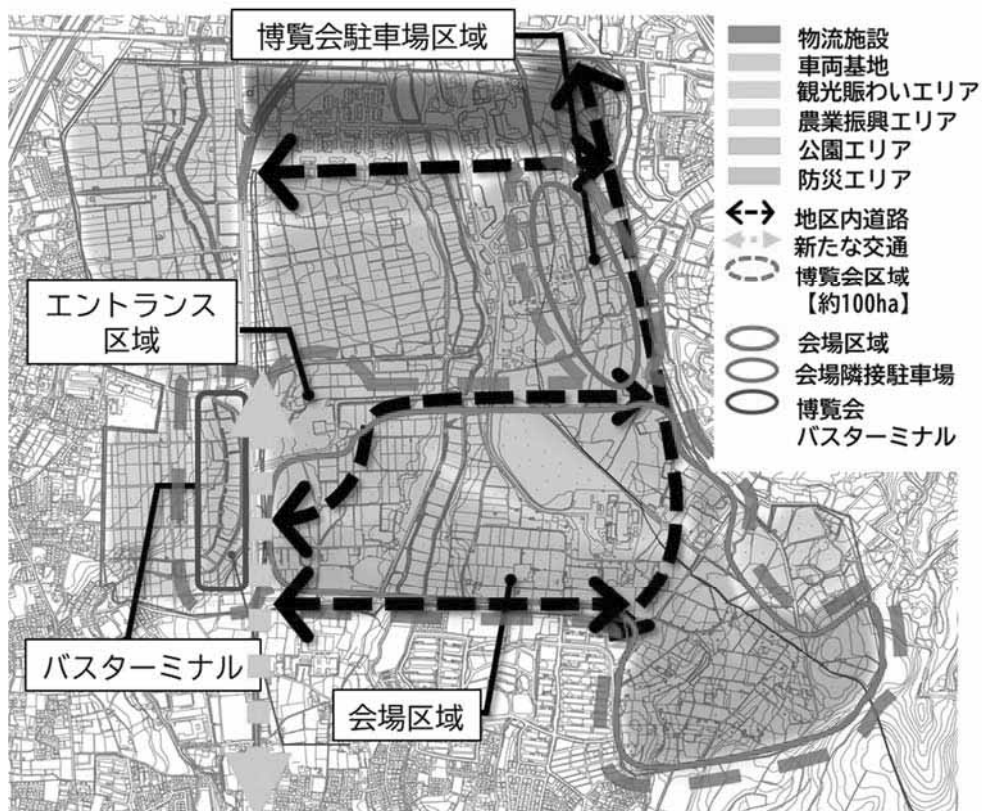 博覧会駐車場区域
エントランス
区域
バスターミナル
会場区域
物流施設
車両基地
観光賑わいエリア
農業振興エリア
公園エリア
防災エリア
地区内道路
新たな交通
博覧会区域
【約100ha】
会場区域
会場隣接駐車場
博覧会
バスターミナル